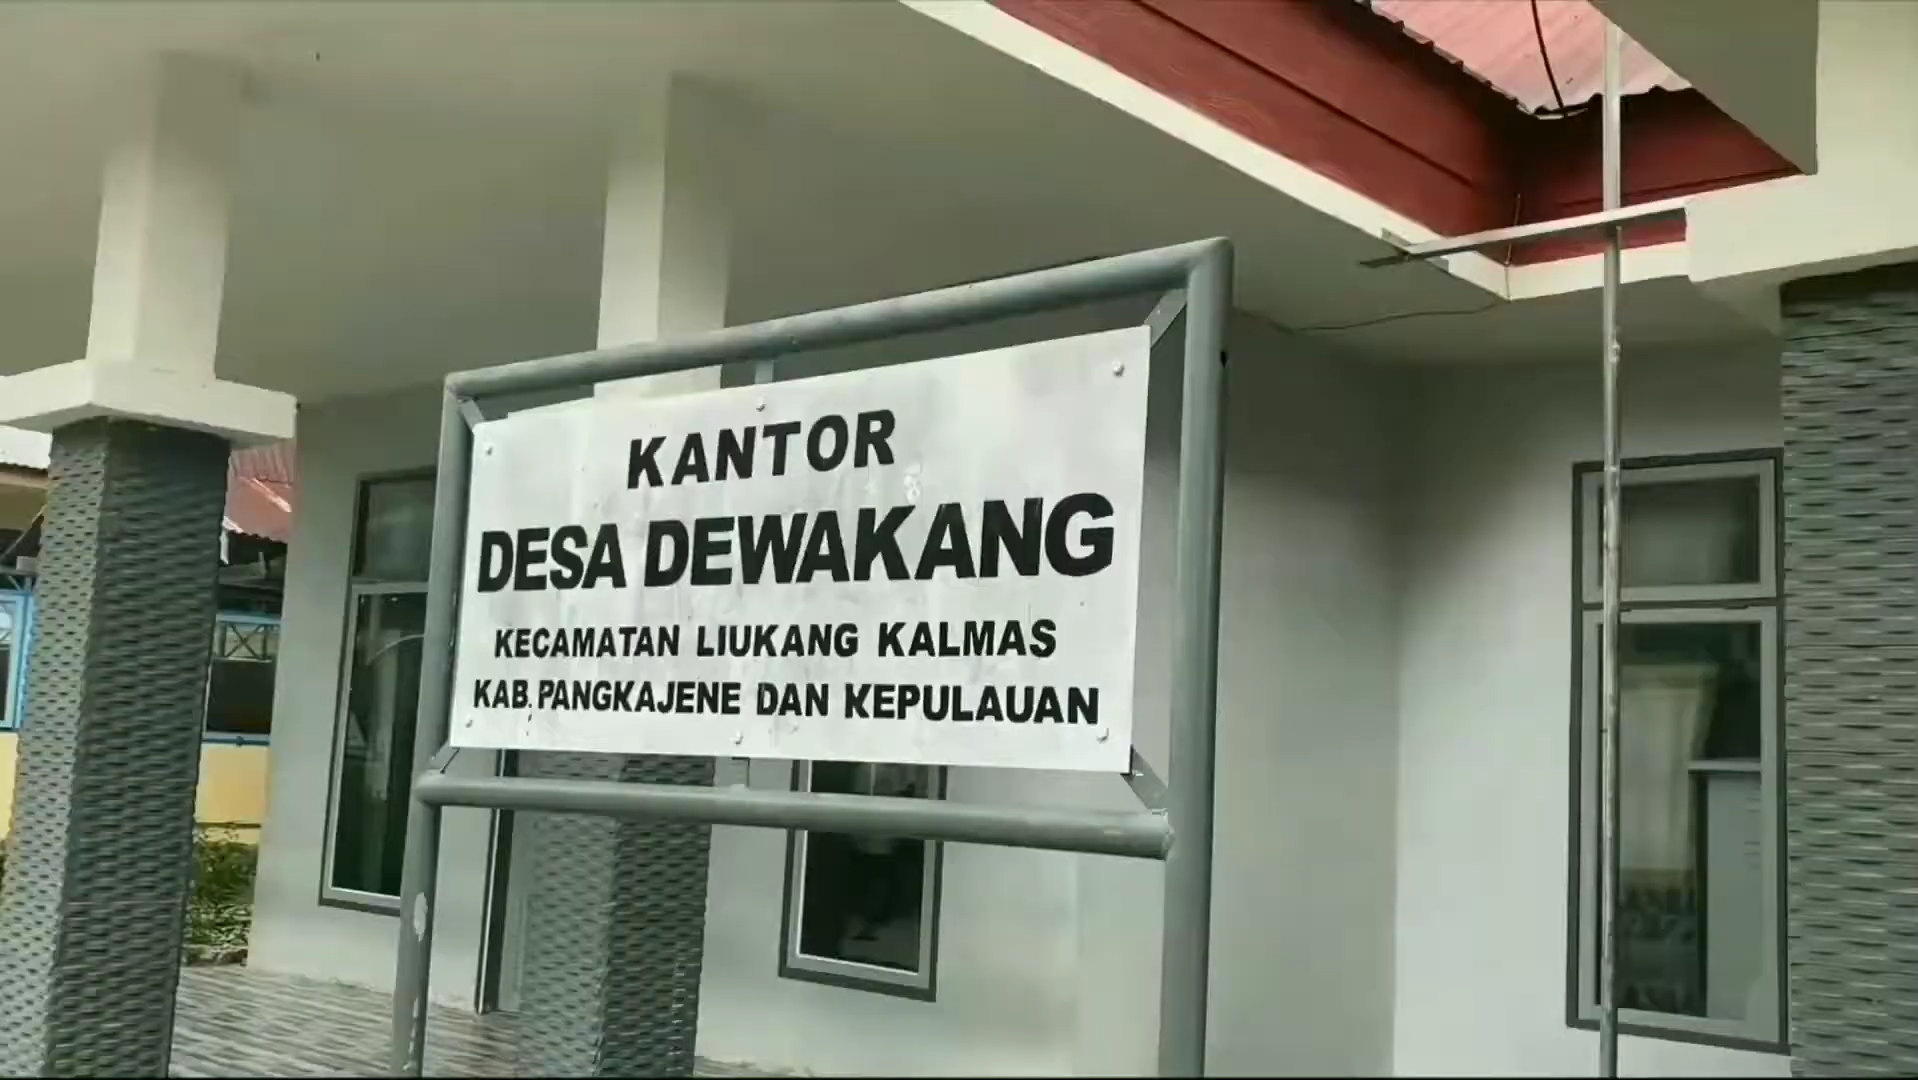 KANTOR
DESA DEWAKANG
KECAMATAN LIUKANG KALMAS
KAB. PANGKAJENE DAN KEPULAUAN